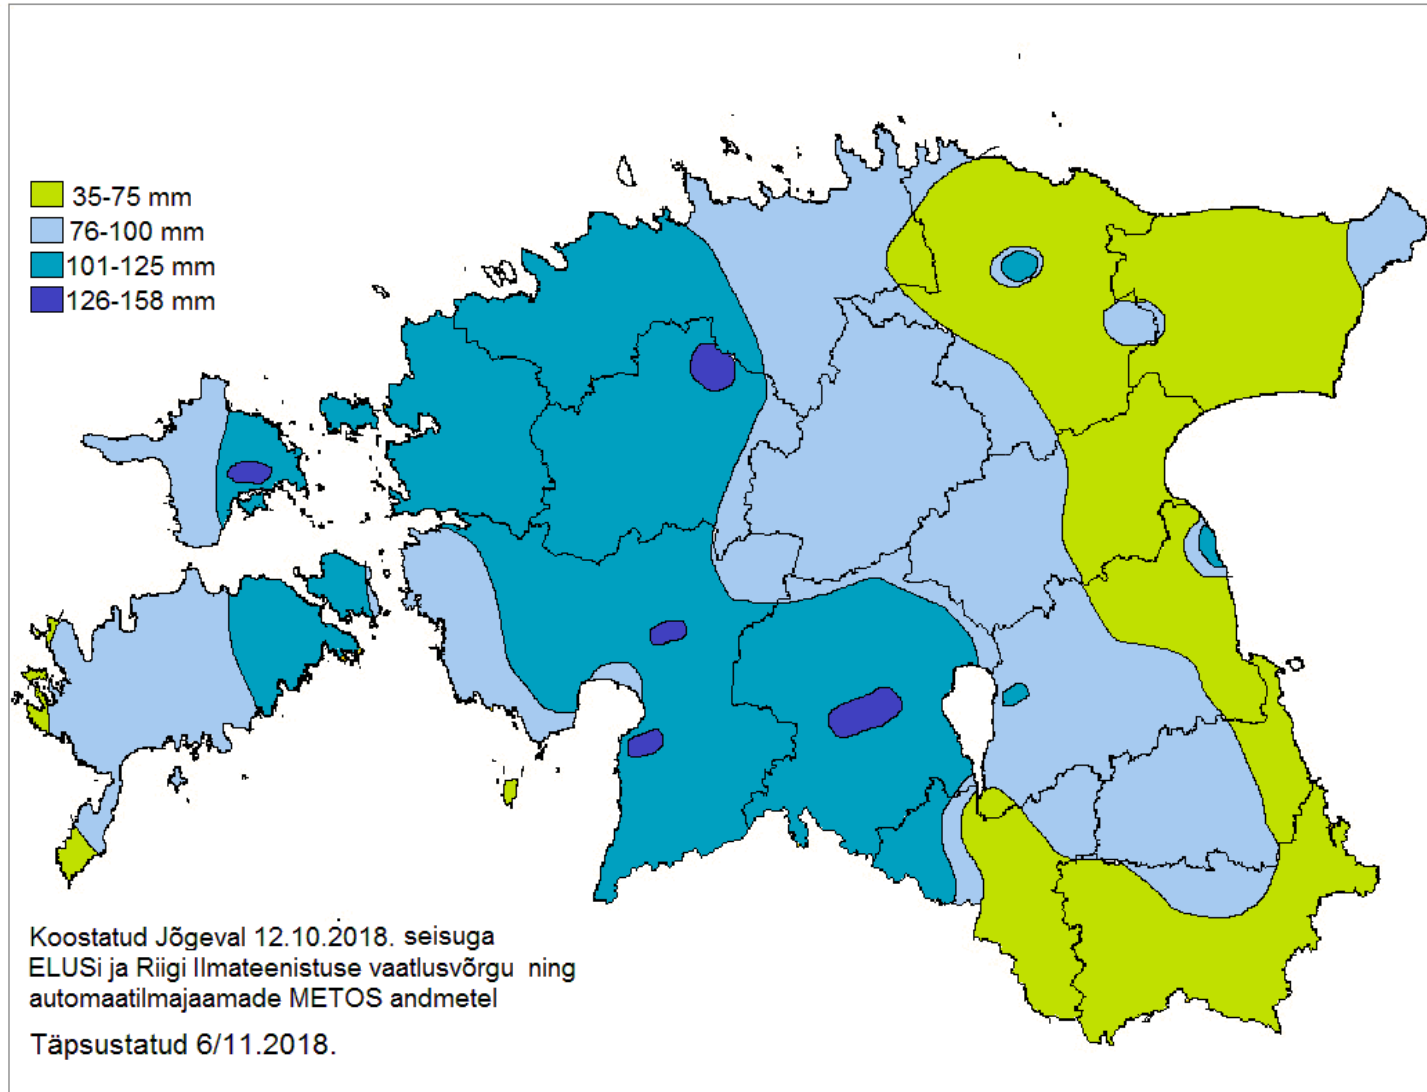 35-75 mm
76-100 mm
101-125 mm
126-158 mm
Koostatud Jõgeval 12.10.2018. seisuga
ELUSi ja Riigi Ilmateenistuse vaatlusvõrgu ning
automaatilmajaamade METOS andmetel
Täpsustatud 6/11.2018.